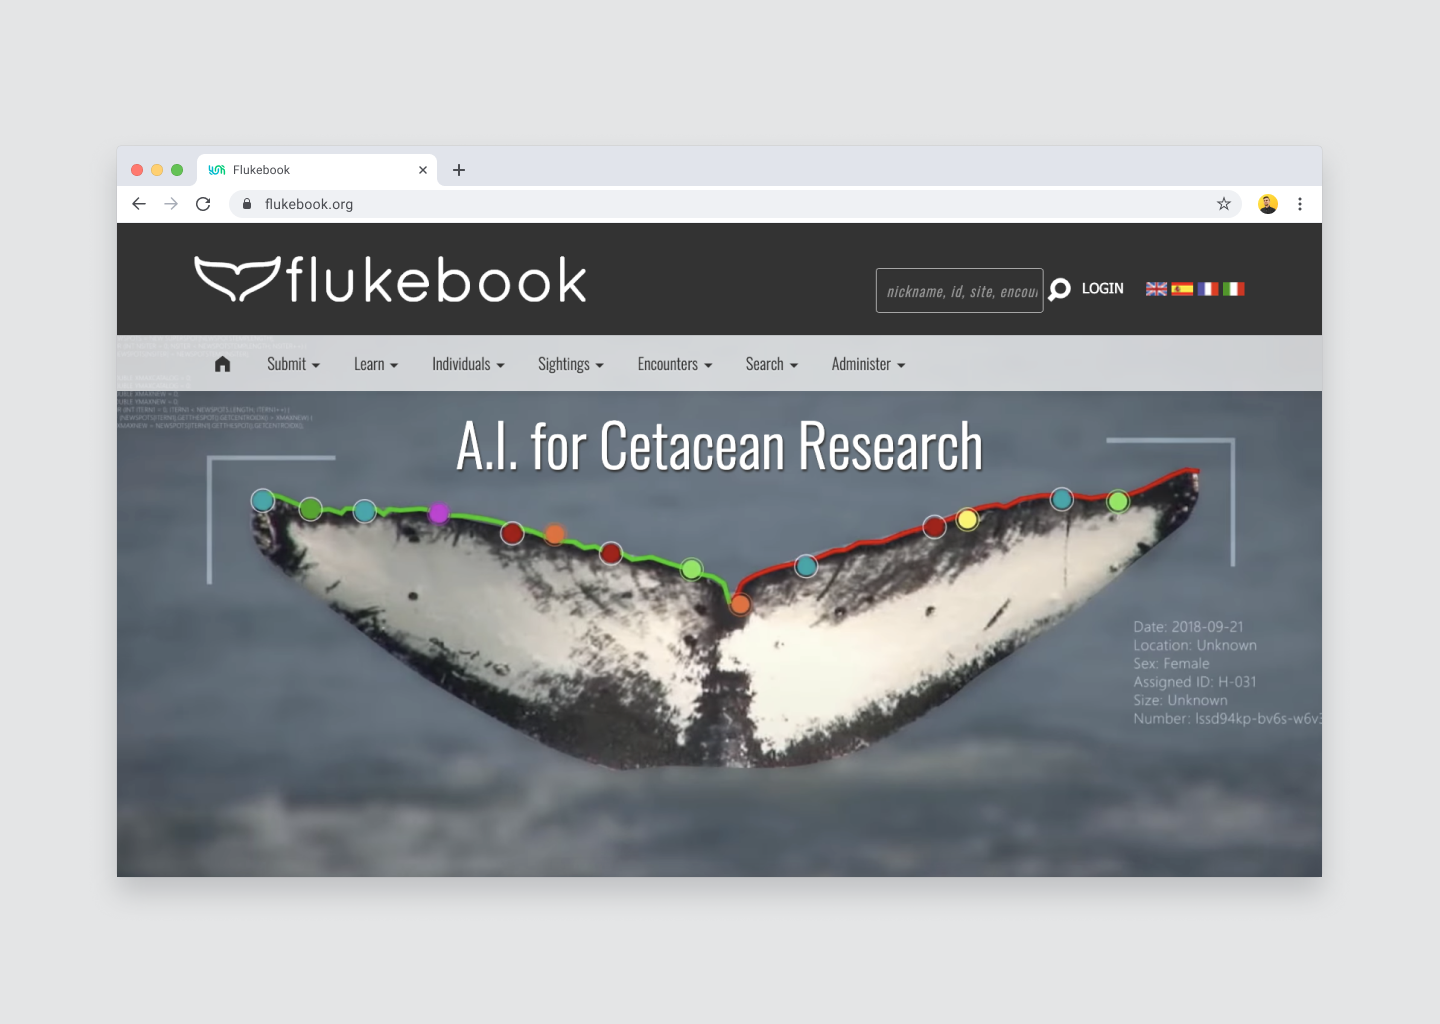 Flukebook
flukebook.org
flukebook
nickname, id, site, encou
LOGIN
Submit
Learn
Individuals
Sightings
Encounters
Search
Administer
A.I. for Cetacean Research
Date: 2018-09-21
Location: Unknown
Sex: Female
Assigned ID: H-031
Size: Unknown
Number: lssd94kp-bv6s-w6v3